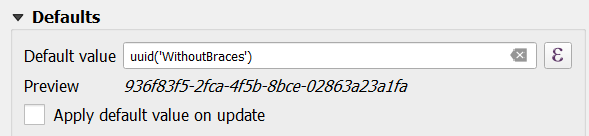 Defaults
Default value uuid('WithoutBraces') ε
Preview 936f83f5-2fca-4f5b-8bce-02863a23a1fa
Apply default value on update